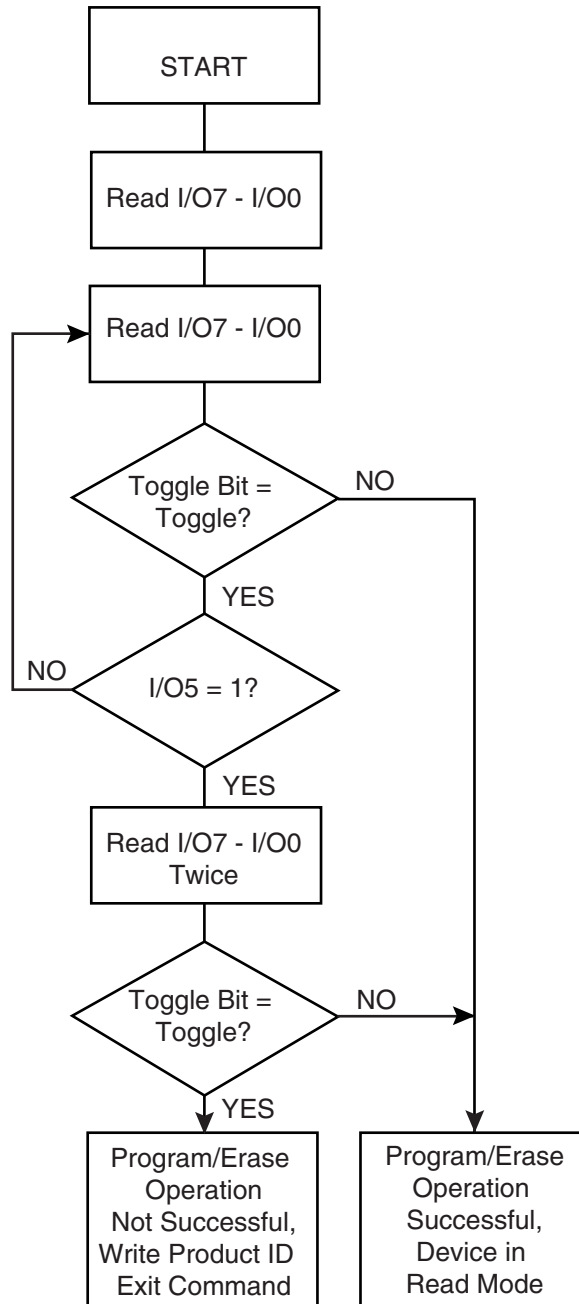 START
Read I/O7 - I/O0
Read I/O7 - I/O0
Toggle Bit =
Toggle?
NO
YES
NO
I/O5 = 1?
YES
Read I/O7 - I/O0
Twice
Toggle Bit =
Toggle?
NO
YES
Program/Erase
Operation
Not Successful,
Write Product ID
Exit Command
Program/Erase
Operation
Successful,
Device in
Read Mode